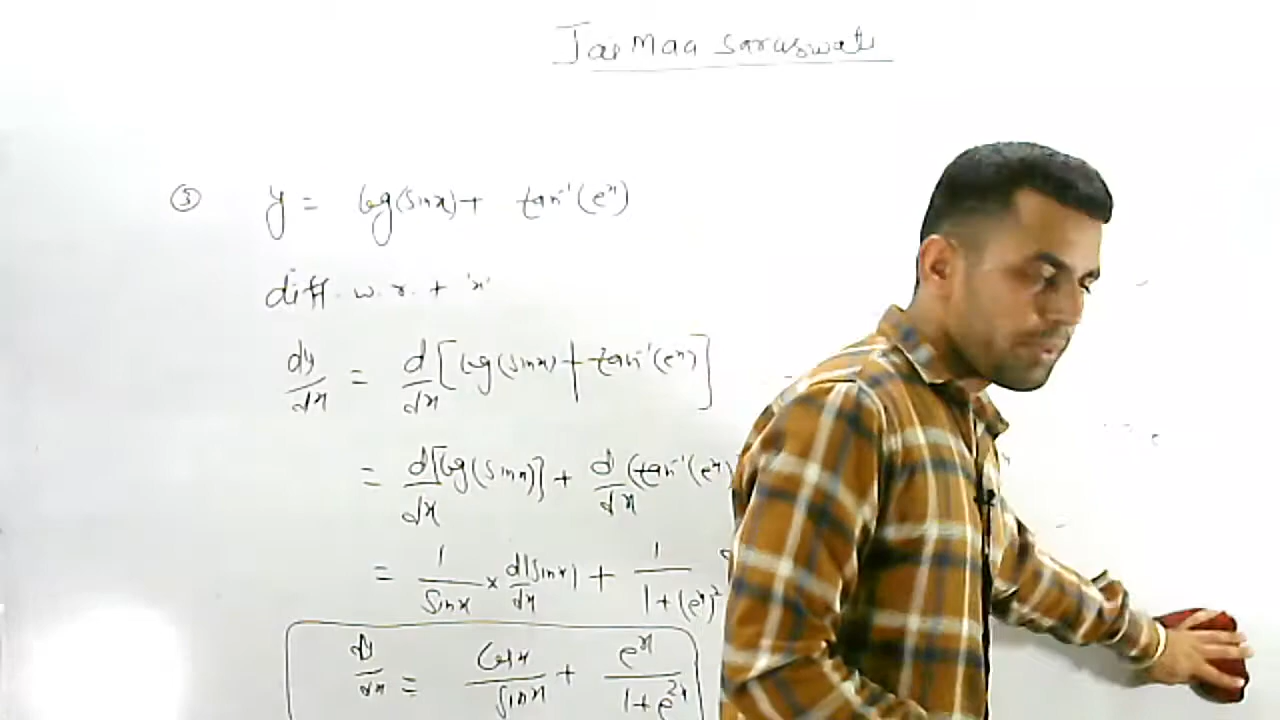 Jai Maa Saraswati
③ y = log(sinx) + tan⁻¹(eˣ)
diff. w. r. t 'x'
dy/dx = d/dx [log(sinx) + tan⁻¹(eˣ)]
= d[log(sinx)]/dx + d/dx (tan⁻¹(eˣ)
= 1/sinx × d(sinx)/dx + 1/1+(eˣ)²
dy/dx = cosx/sinx + eˣ/1+e²ˣ